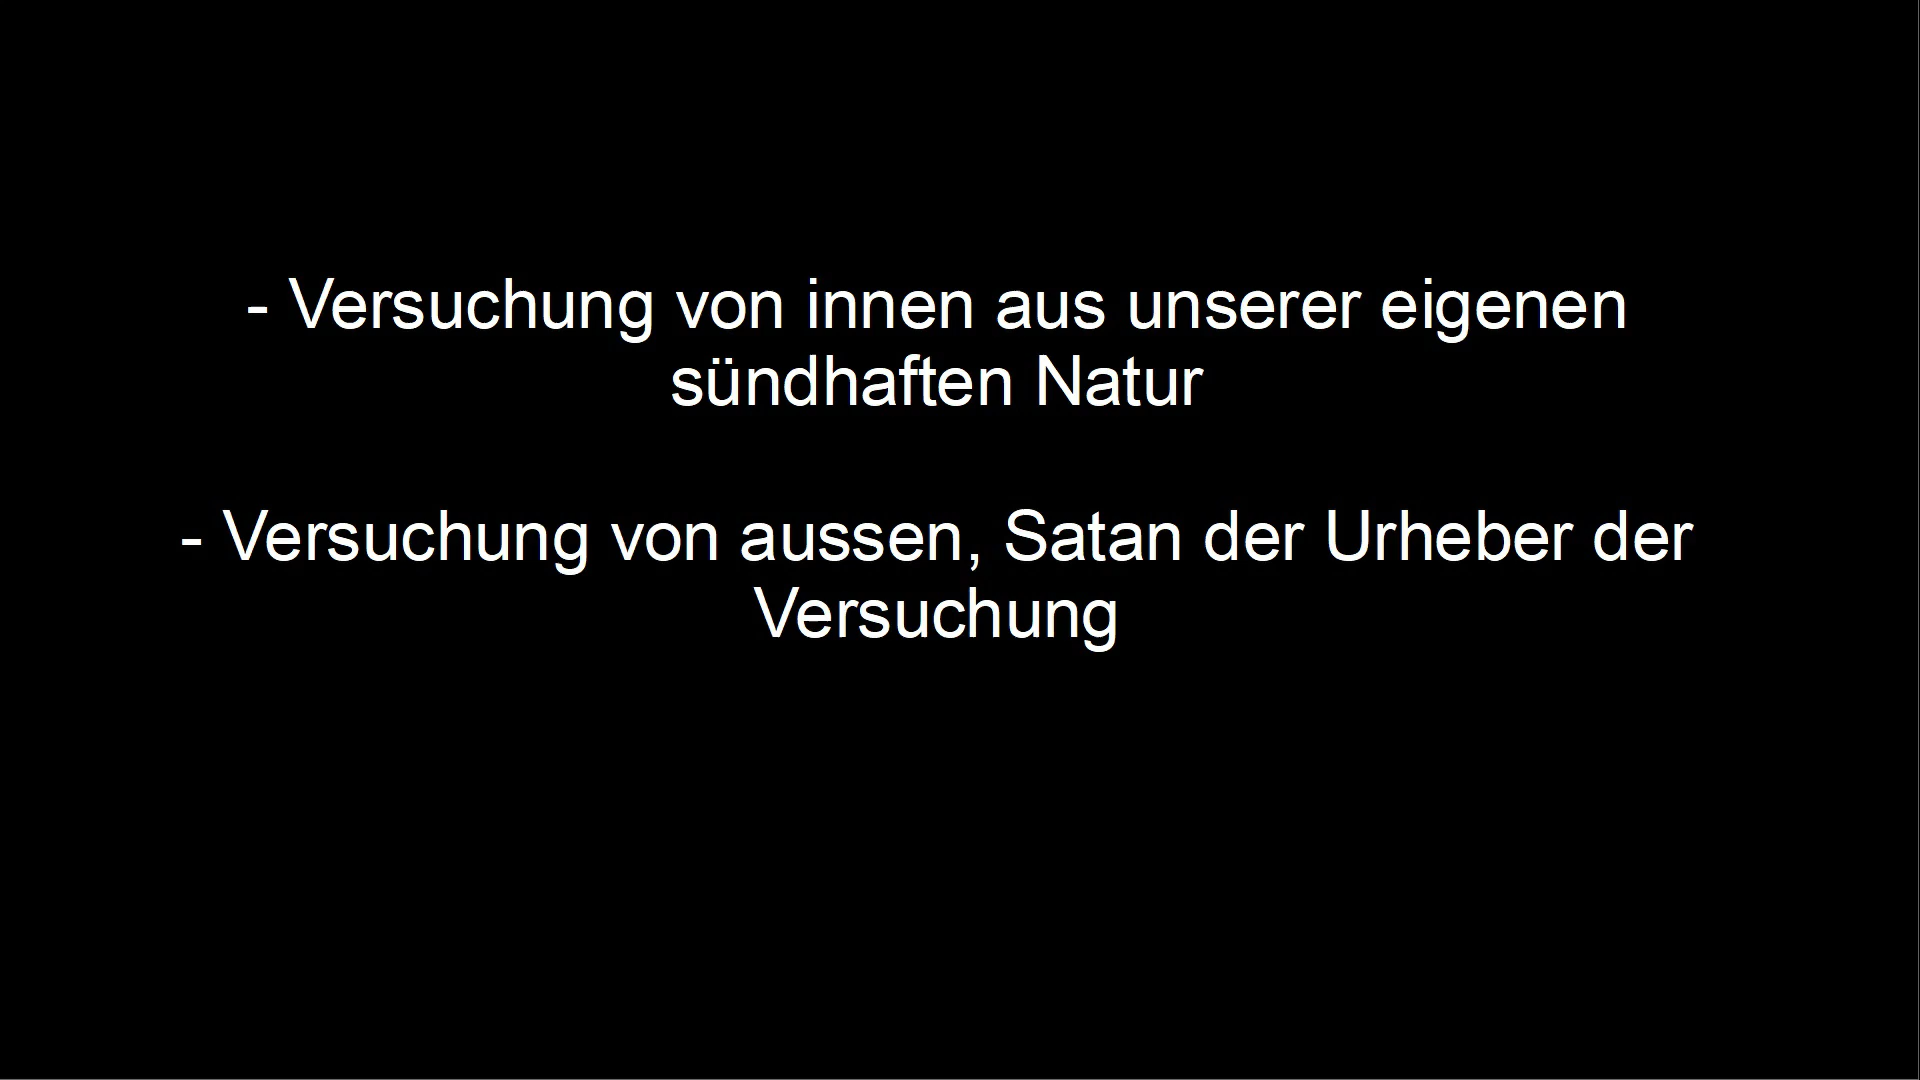 - Versuchung von innen aus unserer eigenen
sündhaften Natur
- Versuchung von aussen, Satan der Urheber der
Versuchung